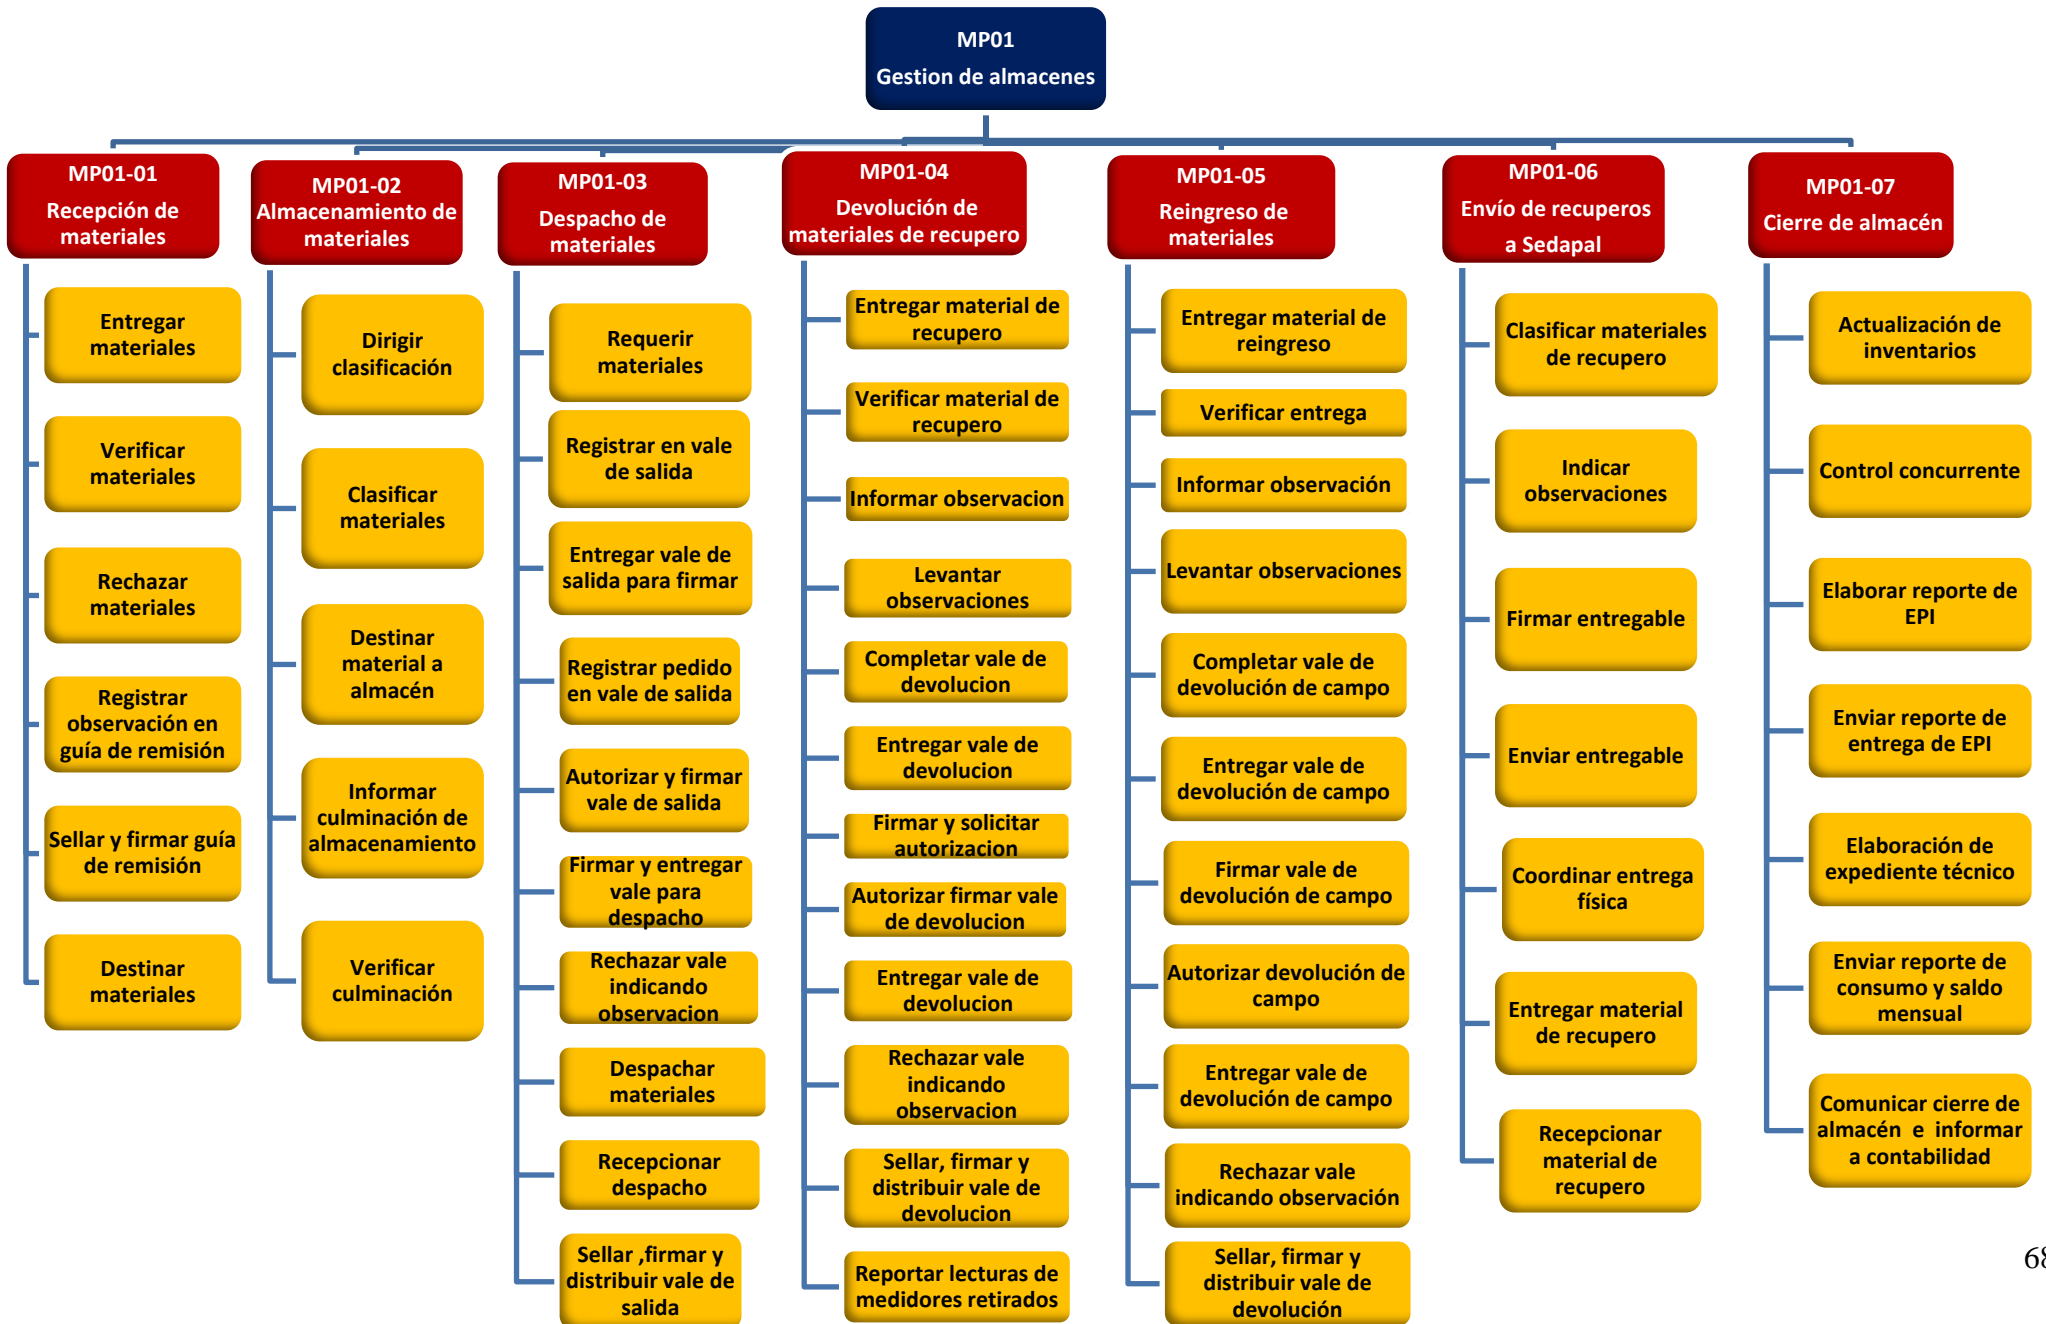 MP01
Gestion de almacenes
MP01-01
Recepción de
materiales
Entregar
materiales
Verificar
materiales
Rechazar
materiales
Registrar
observación en
guía de remisión
Sellar y firmar guía
de remisión
Destinar
materiales
MP01-02
Almacenamiento de
materiales
Dirigir
clasificación
Clasificar
materiales
Destinar
material a
almacén
Informar
culminación de
almacenamiento
Verificar
culminación
MP01-03
Despacho de
materiales
Requerir
materiales
Registrar en vale
de salida
Entregar vale de
salida para firmar
Registrar pedido
en vale de salida
Autorizar y firmar
vale de salida
Firmar y entregar
vale para
despacho
Rechazar vale
indicando
observacion
Despachar
materiales
Recepcionar
despacho
Sellar ,firmar y
distribuir vale de
salida
MP01-04
Devolución de
materiales de recupero
Entregar material de
recupero
Verificar material de
recupero
Informar observacion
Levantar
observaciones
Completar vale de
devolucion
Entregar vale de
devolucion
Firmar y solicitar
autorizacion
Autorizar firmar vale
de devolucion
Entregar vale de
devolucion
Rechazar vale
indicando
observacion
Sellar, firmar y
distribuir vale de
devolucion
Reportar lecturas de
medidores retirados
MP01-05
Reingreso de
materiales
Entregar material de
reingreso
Verificar entrega
Informar observación
Levantar observaciones
Completar vale de
devolución de campo
Entregar vale de
devolución de campo
Firmar vale de
devolución de campo
Autorizar devolución de
campo
Entregar vale de
devolución de campo
Rechazar vale
indicando observación
Sellar, firmar y
distribuir vale de
devolución
MP01-06
Envío de recuperos
a Sedapal
Clasificar materiales
de recupero
Indicar
observaciones
Firmar entregable
Enviar entregable
Coordinar entrega
física
Entregar material
de recupero
Recepcionar
material de
recupero
MP01-07
Cierre de almacén
Actualización de
inventarios
Control concurrente
Elaborar reporte de
EPI
Enviar reporte de
entrega de EPI
Elaboración de
expediente técnico
Enviar reporte de
consumo y saldo
mensual
Comunicar cierre de
almacén e informar
a contabilidad
68